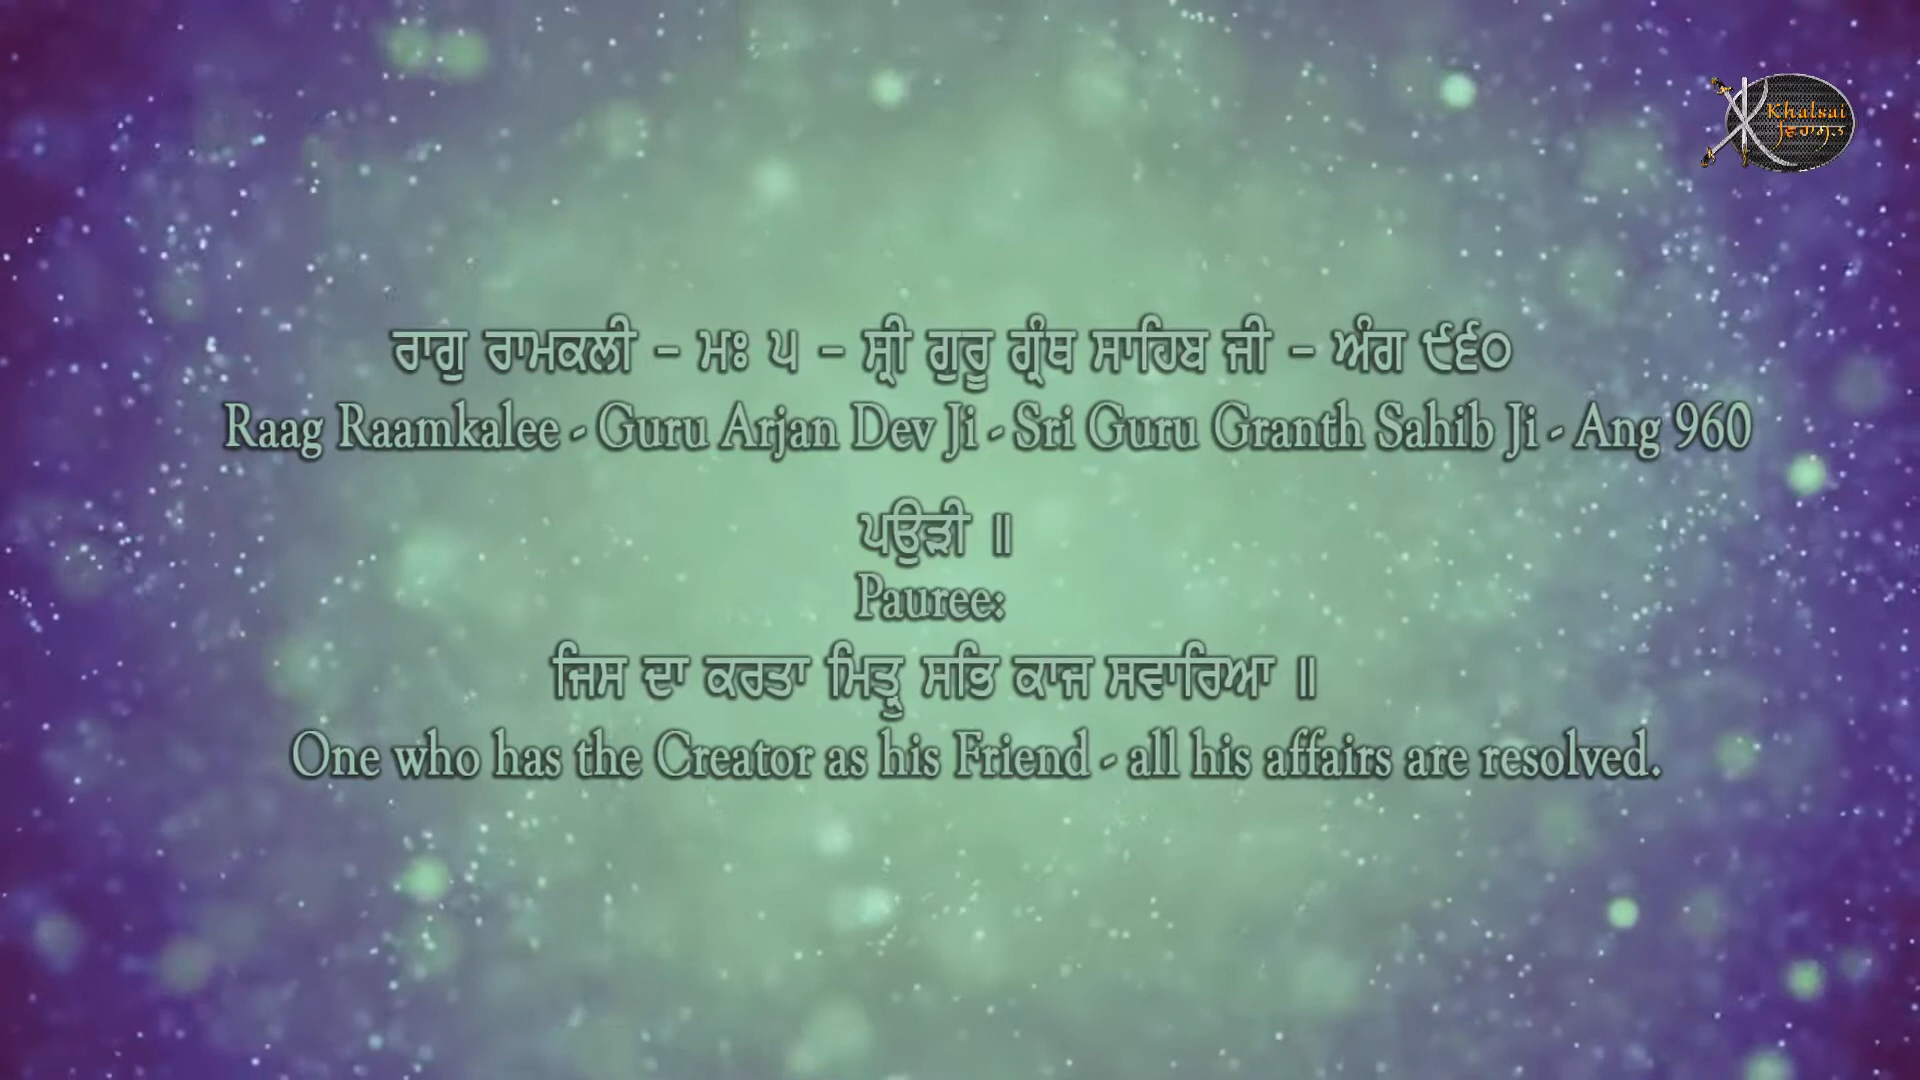 Khalsai
ਵਿਰਾਸਤ
ਰਾਗੁ ਰਾਮਕਲੀ - ਮਃ ੫ - ਸ੍ਰੀ ਗੁਰੂ ਗ੍ਰੰਥ ਸਾਹਿਬ ਜੀ - ਅੰਗ ੯੬੦
Raag Raamkalee - Guru Arjan Dev Ji - Sri Guru Granth Sahib Ji - Ang 960
ਪਉੜੀ ॥
Pauree:
ਜਿਸ ਦਾ ਕਰਤਾ ਮਿਤ੍ਰੁ ਸਭਿ ਕਾਜ ਸਵਾਰਿਆ ॥
One who has the Creator as his Friend - all his affairs are resolved.